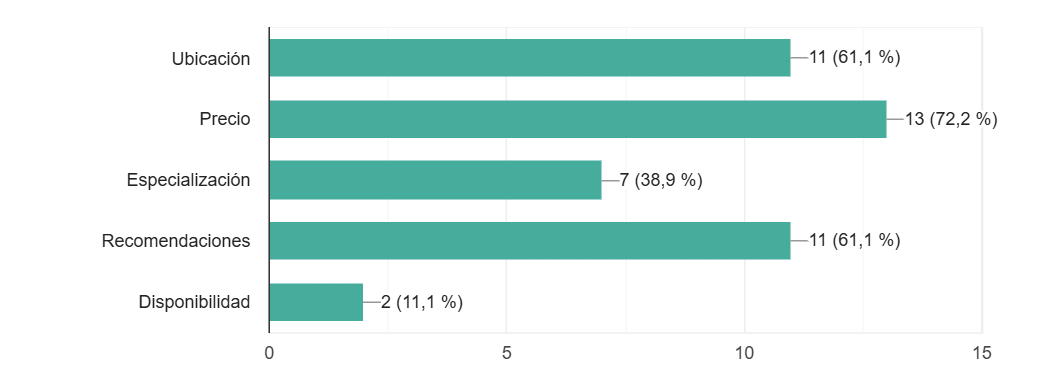 Ubicación 11 (61,1 %)
Precio 13 (72,2 %)
Especialización 7 (38,9 %)
Recomendaciones 11 (61,1 %)
Disponibilidad 2 (11,1 %)
0 5 10 15